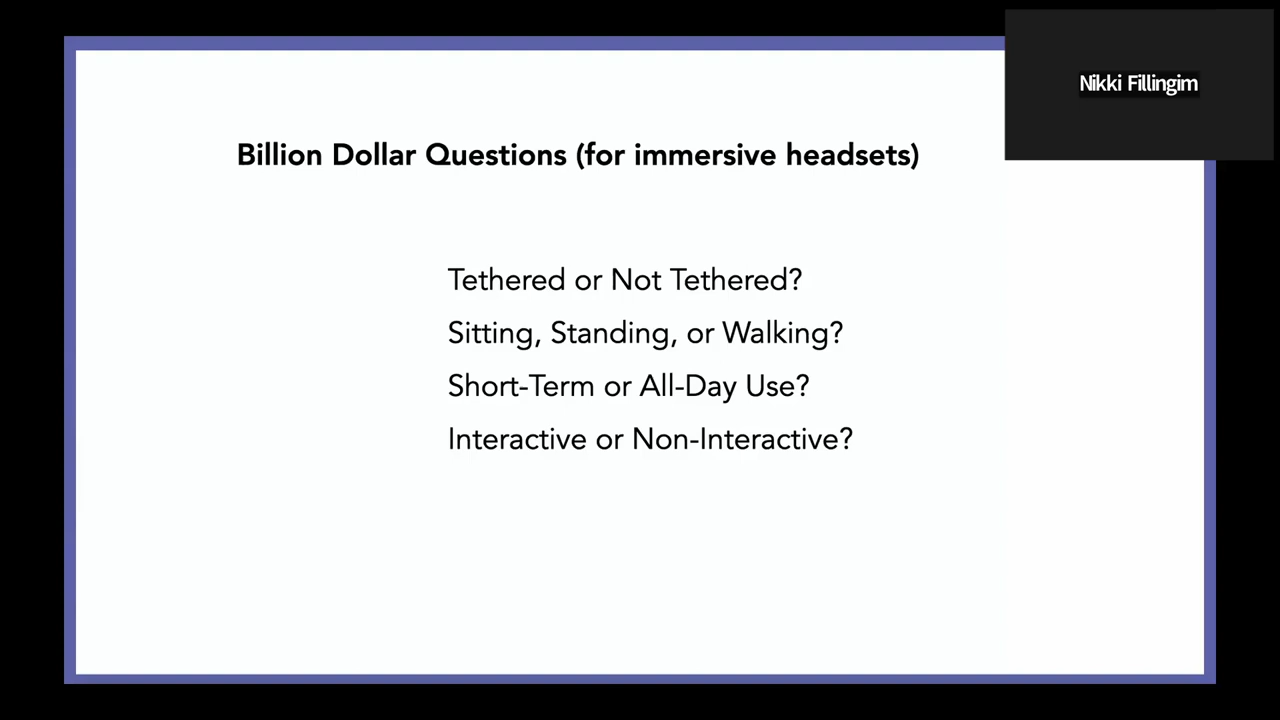 Nikki Fillingim
Billion Dollar Questions (for immersive headsets)
Tethered or Not Tethered?
Sitting, Standing, or Walking?
Short-Term or All-Day Use?
Interactive or Non-Interactive?